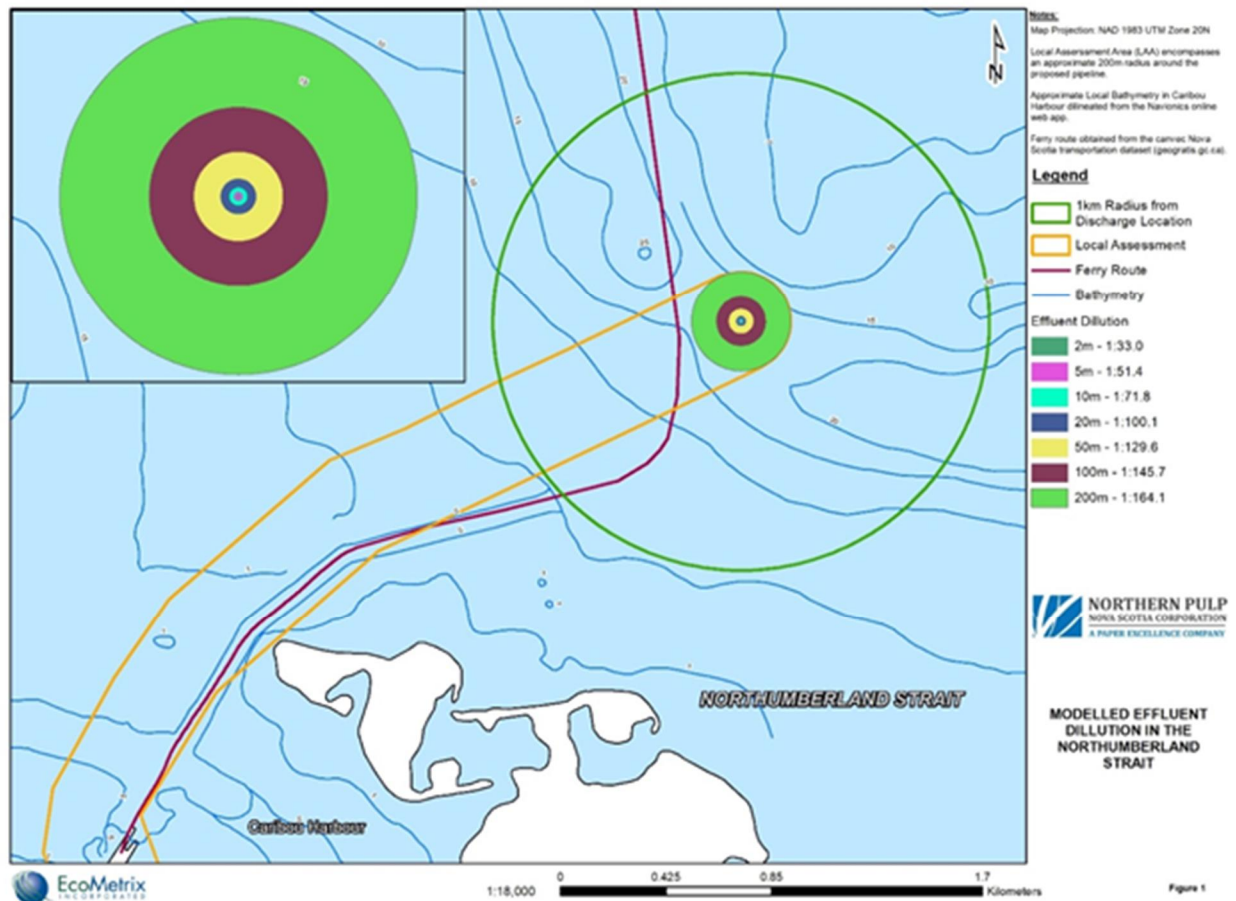 Notes:
Map Projection: NAD 1983 UTM Zone 20N
Local Assersment Area (LAA) encompasses
an approximate 200m radius around the
proposed pipeline.
Approximate Local Bathymetry in Caribou
Harbour dilineated from the Navionics online
web app.
Ferry route obtained from the canvec Nova
Scotia transportation dataset (geogratis.gc.ca).
N
Legend
1km Radius from
Discharge Location
Local Assessment
Ferry Route
Bathymetry
Effluent Dillution
2m - 1:33.0
5m - 1:51.4
10m - 1:71.8
20m - 1:100.1
50m - 1:129.6
100m - 1:145.7
200m - 1:164.1
NORTHERN PULP
NOVA SCOTIA CORPORATION
A PAPER EXCELLENCE COMPANY
NORTHUMBERLAND STRAIT
MODELLED EFFLUENT
DILLUTION IN THE
NORTHUMBERLAND
STRAIT
Caribou Harbour
EcoMetrix
INCORPORATED
1:18,000
0 0.425 0.85 1.7
Kilometers
Figure 1